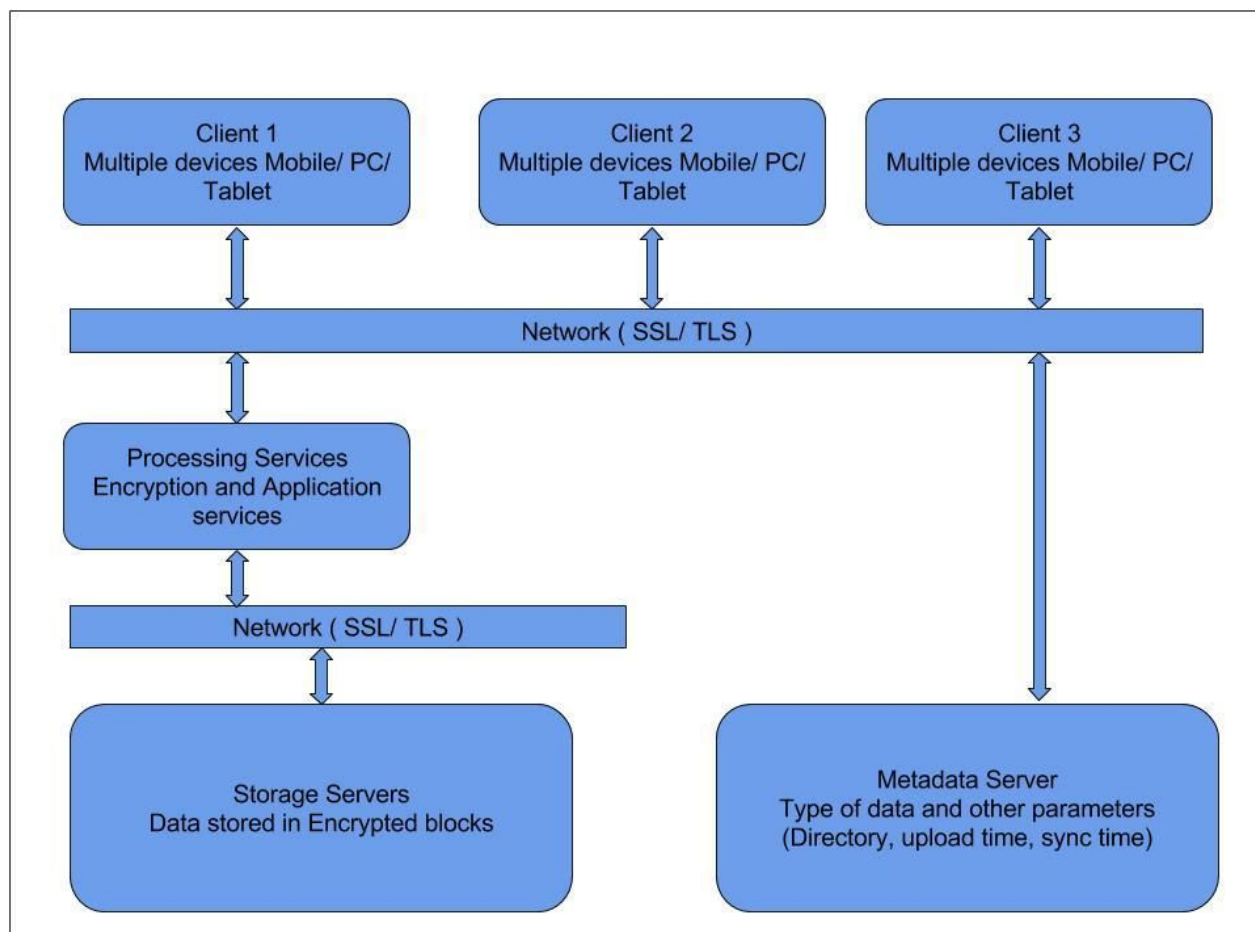 Client 1
Multiple devices Mobile/ PC/
Tablet
Client 2
Multiple devices Mobile/ PC/
Tablet
Client 3
Multiple devices Mobile/ PC/
Tablet
Network ( SSL/ TLS )
Processing Services
Encryption and Application
services
Network ( SSL/ TLS )
Storage Servers
Data stored in Encrypted blocks
Metadada Server
Type of data and other parameters
(Directory, upload time, sync time)